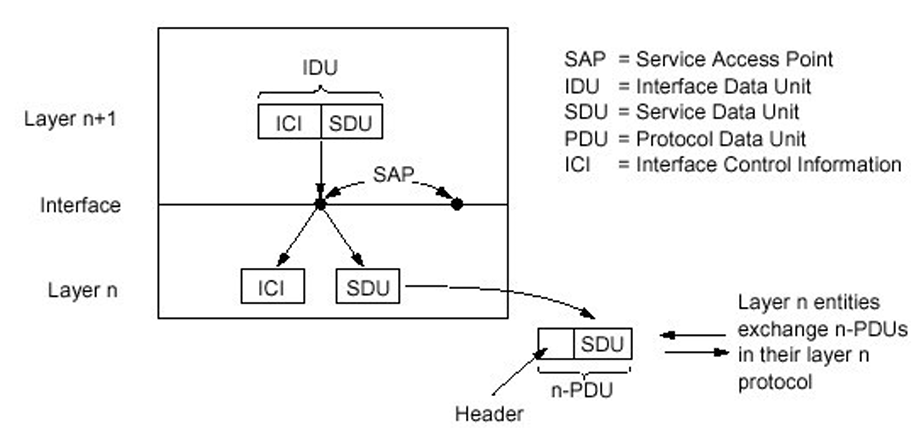 IDU
Layer n+1
ICI SDU
SAP = Service Access Point
IDU = Interface Data Unit
SDU = Service Data Unit
PDU = Protocol Data Unit
ICI = Interface Control Information
SAP
Interface
Layer n
ICI
SDU
SDU
n-PDU
Header
Layer n entities
exchange n-PDUs
in their layer n
protocol